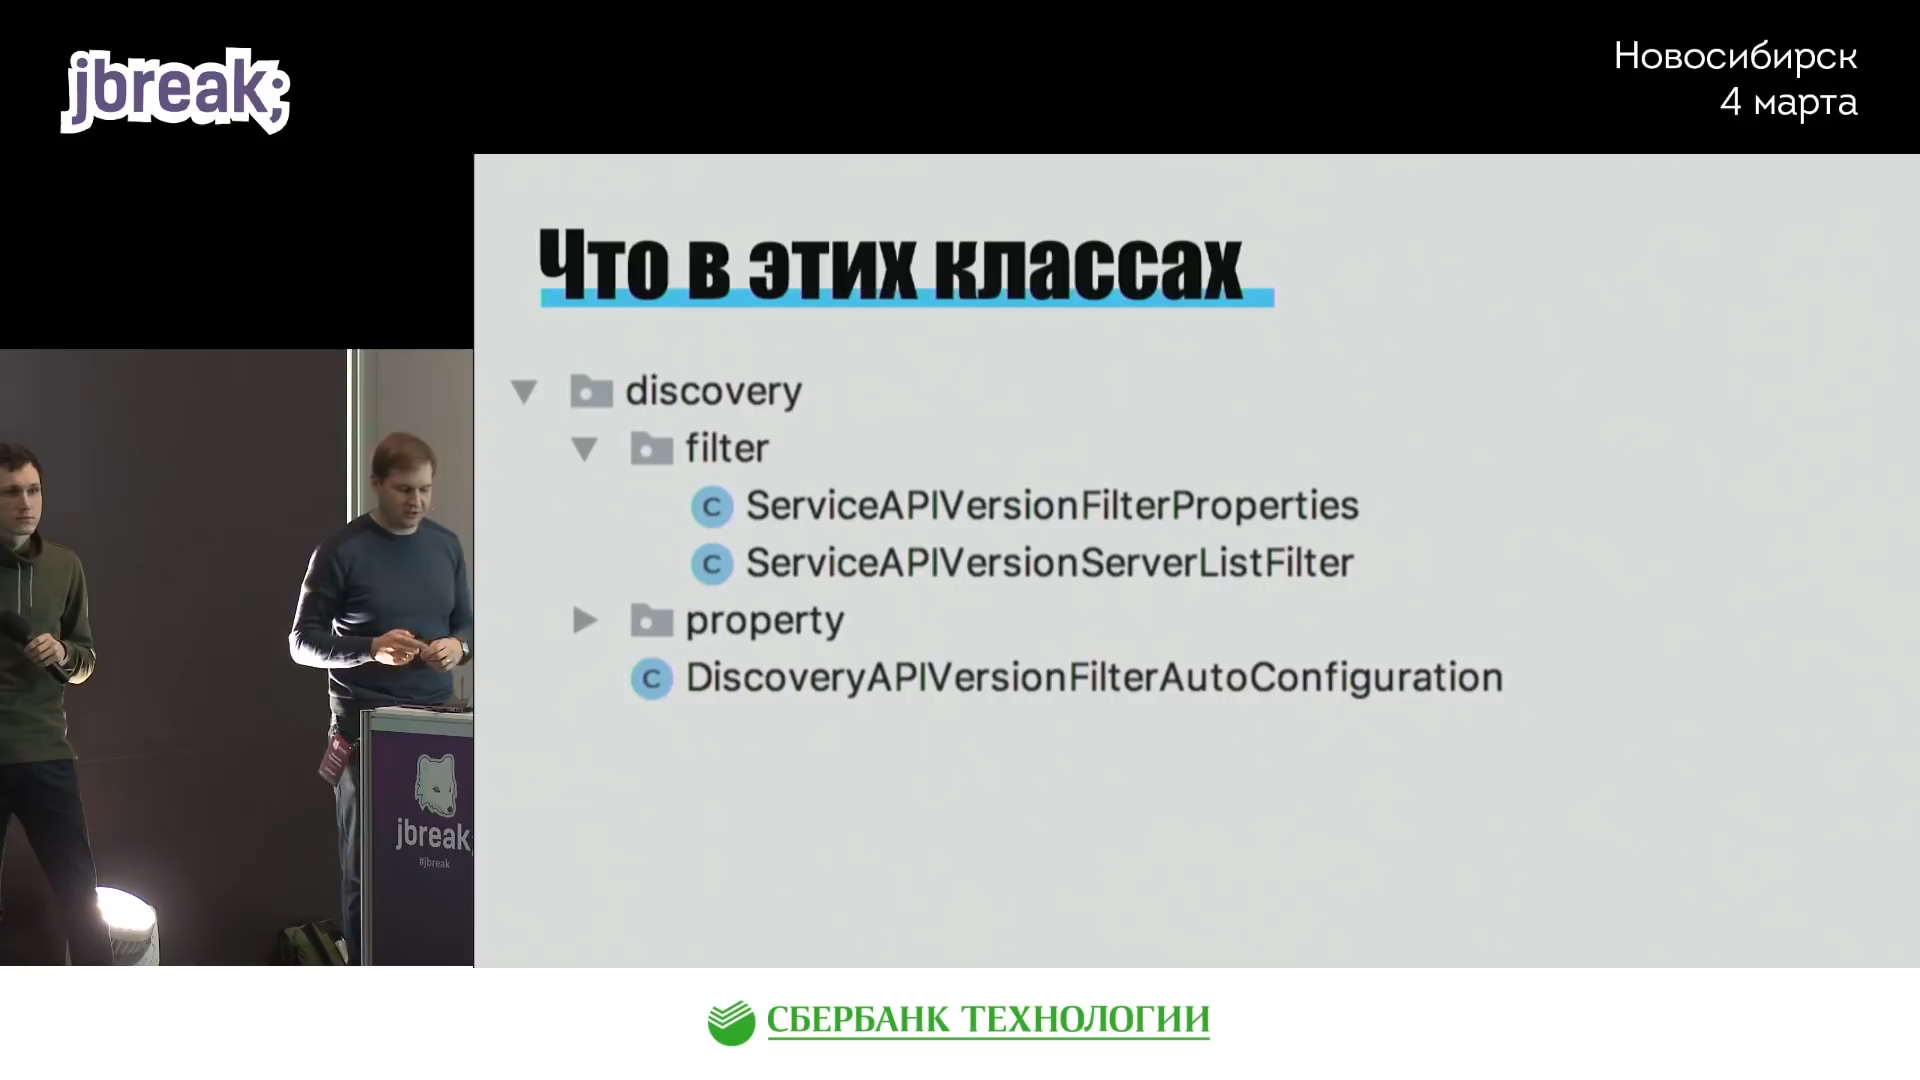 jbreak;
Новосибирск
4 марта
Что в этих классах
discovery
filter
C ServiceAPIVersionFilterProperties
C ServiceAPIVersionServerListFilter
property
C DiscoveryAPIVersionFilterAutoConfiguration
jbreak;
#jbreak
СБЕРБАНК ТЕХНОЛОГИИ